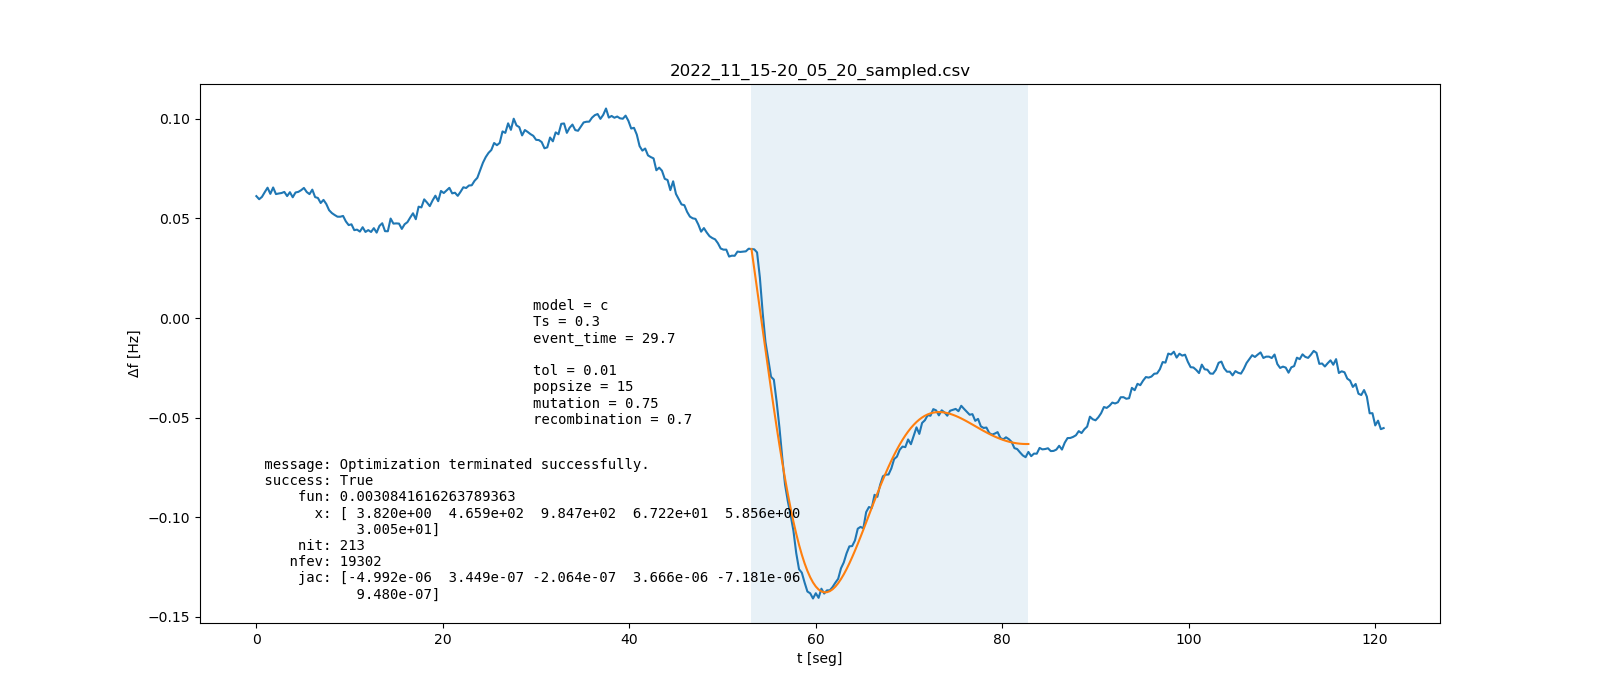 2022_11_15-20_05_20_sampled.csv
Δf [Hz]
0.10
0.05
0.00
−0.05
−0.10
−0.15
model = c
Ts = 0.3
event_time = 29.7
tol = 0.01
popsize = 15
mutation = 0.75
recombination = 0.7
message: Optimization terminated successfully.
success: True
fun: 0.0030841616263789363
x: [ 3.820e+00  4.659e+02  9.847e+02  6.722e+01  5.856e+00
3.005e+01]
nit: 213
nfev: 19302
jac: [-4.992e-06  3.449e-07 -2.064e-07  3.666e-06 -7.181e-06
9.480e-07]
0 20 40 60 80 100 120
t [seg]